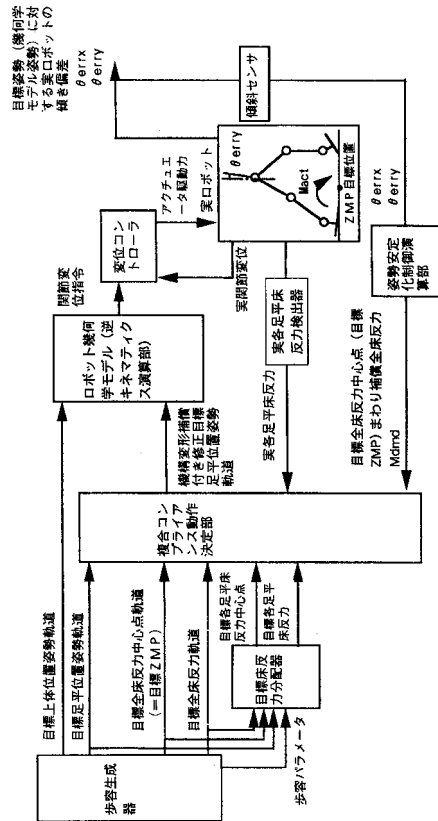 歩容生成
器
目標上体位置姿勢軌道
目標足平位置姿勢軌道
目標全床反力中心点軌道
(=目標ZMP)
目標全床反力軌道
歩容パラメータ
目標床反
力分配器
目標各足平床
反力中心点
目標各足平
床反力
複合コン
プライア
ンス動作
決定部
機構変形補償
付き修正目標
足平位置姿勢
軌道
ロボット幾何
学モデル(逆
キネマティク
ス演算部)
関節変
位指令
変位コント
ローラ
アクチュエ
ータ駆動力
実関節変位
実ロボット
θerry
Mact
ZMP目標位置
実各足平床
反力検出器
実各足平床反力
目標姿勢(幾何学
モデル姿勢)に対
する実ロボットの
傾き偏差
θerrx
θerry
傾斜センサ
θerrx
θerry
姿勢安定
化制御演
算部
目標全床反力中心点(目標
ZMP)まわり補償全床反力
Mdmd